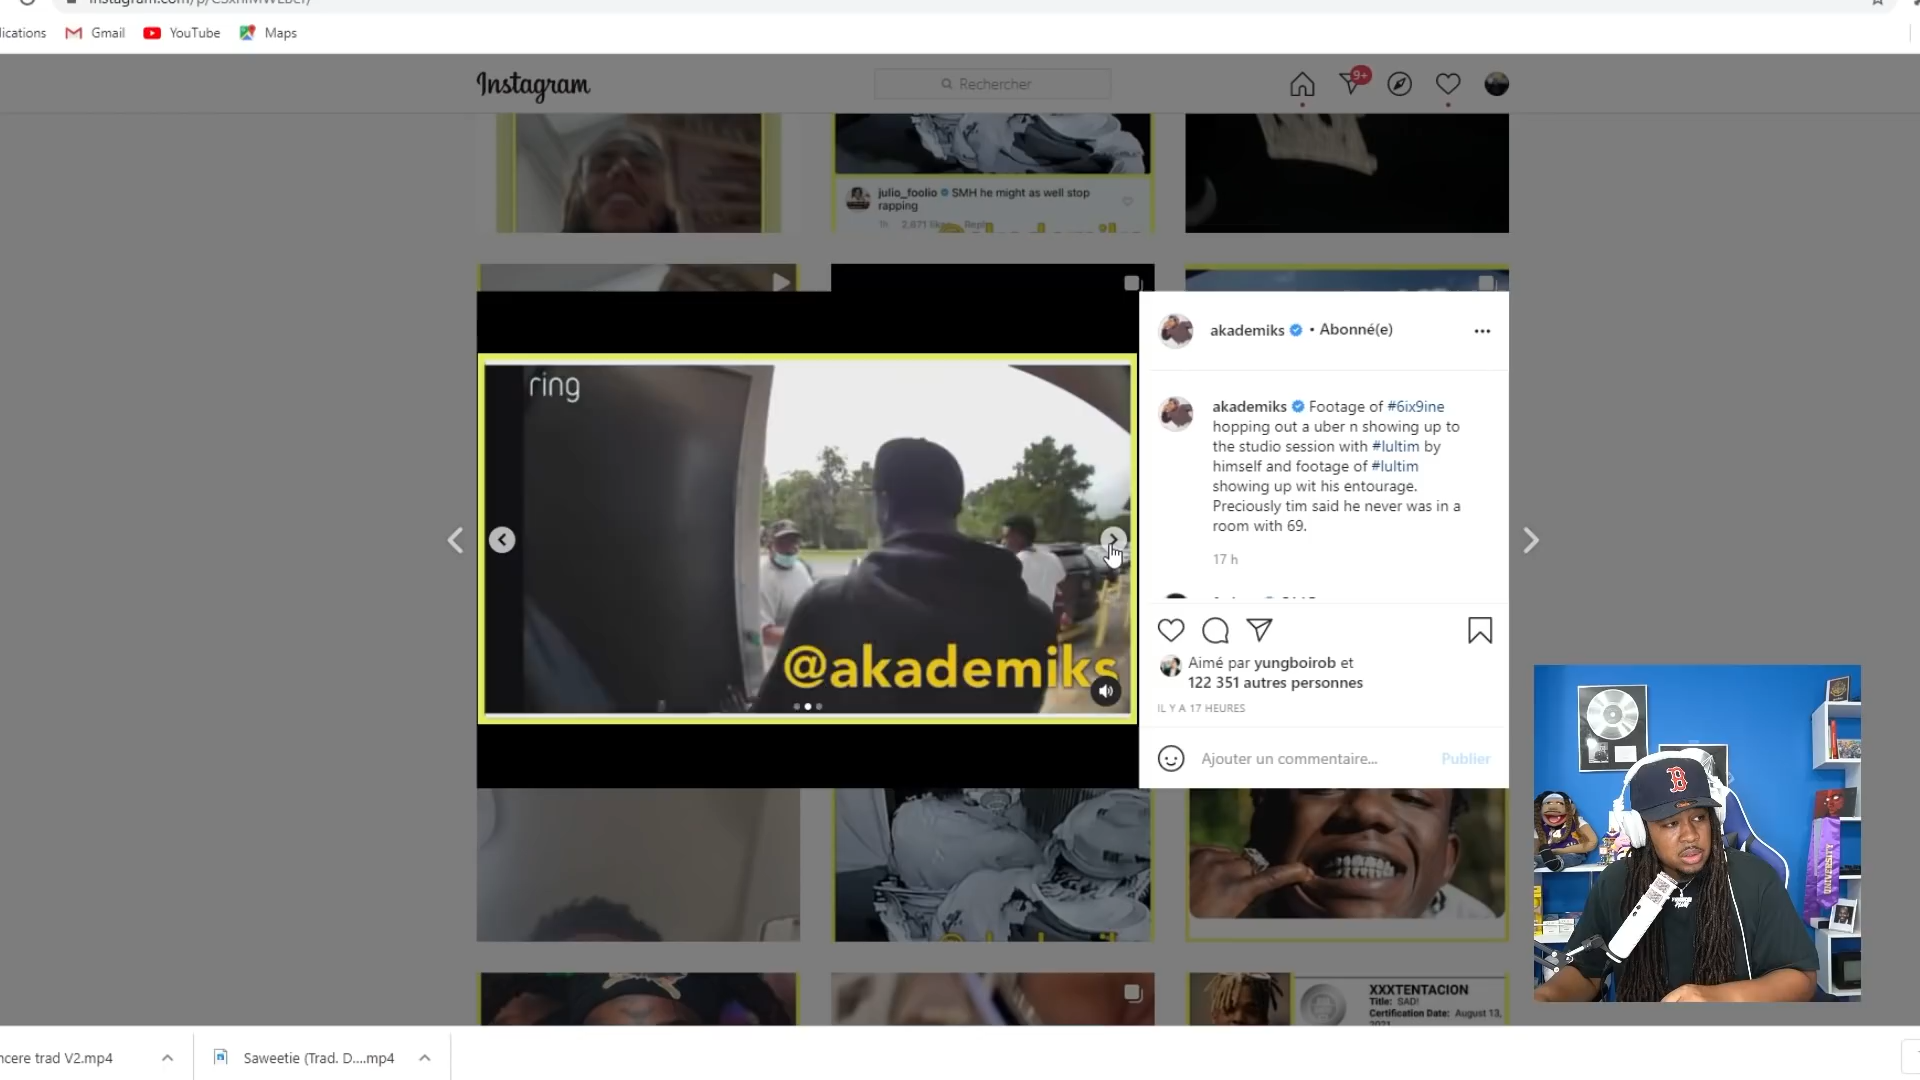 Gmail
YouTube
Maps
Instagram
Rechercher
9+
julio_foolio SMH he might as well stop
rapping
1h
ring
@akademiks
akademiks • Abonné(e)
akademiks Footage of #6ix9ine
hopping out a uber n showing up to
the studio session with #lultim by
himself and footage of #lultim
showing up wit his entourage.
Preciously tim said he never was in a
room with 69.
17 h
Aimé par yungboirob et
122 351 autres personnes
IL Y A 17 HEURES
Ajouter un commentaire...
Publier
B
UNIVERSITY
XXXTENTACION
Title: SAD!
Certification Date: August 13,
2021
ncere trad V2.mp4
Saweetie (Trad. D....mp4